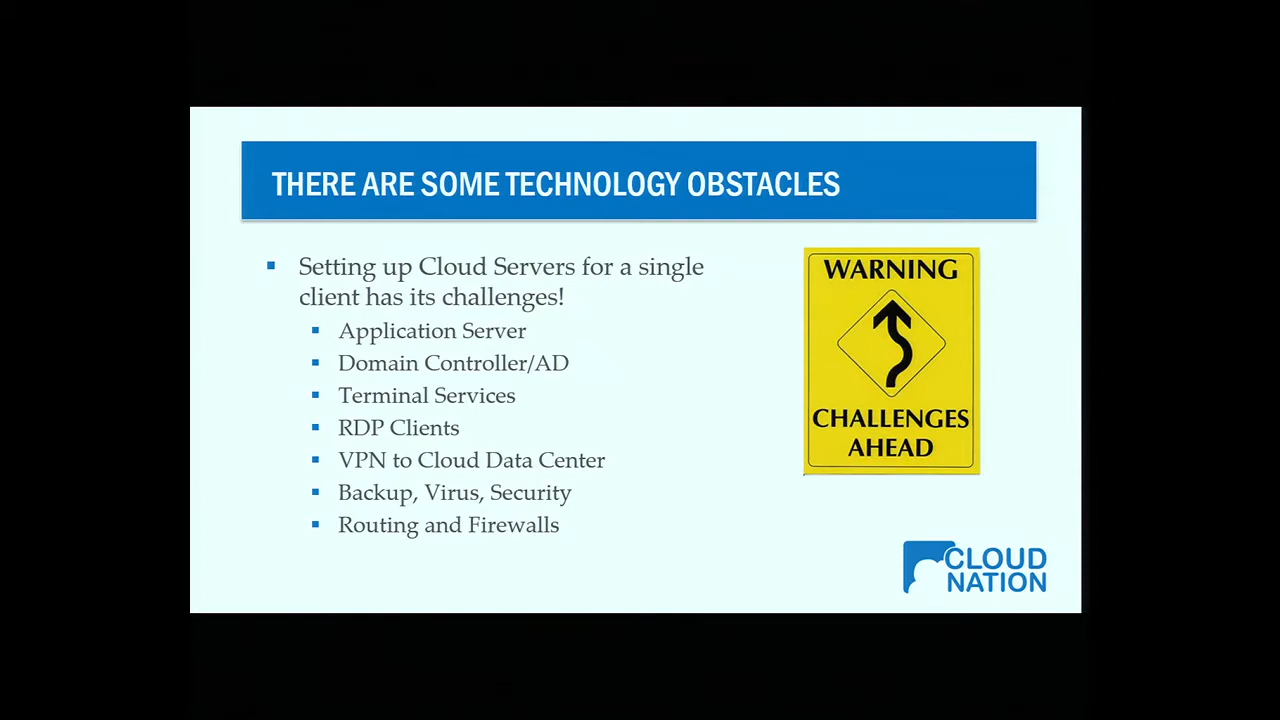 THERE ARE SOME TECHNOLOGY OBSTACLES
Setting up Cloud Servers for a single
client has its challenges!
Application Server
Domain Controller/AD
Terminal Services
RDP Clients
VPN to Cloud Data Center
Backup, Virus, Security
Routing and Firewalls
WARNING
CHALLENGES
AHEAD
CLOUD
NATION